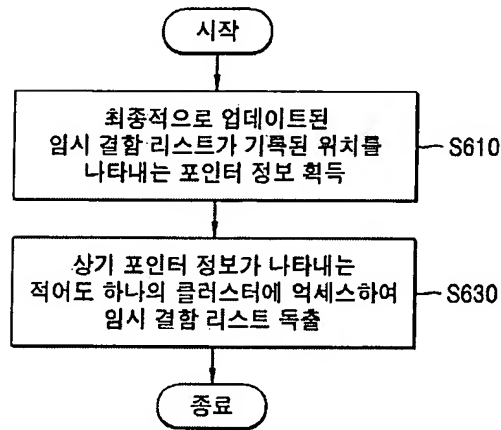 시작
최종적으로 업데이트된
임시 결함 리스트가 기록된 위치를
나타내는 포인터 정보 획득
S610
상기 포인터 정보가 나타내는
적어도 하나의 클러스터에 억세스하여
임시 결함 리스트 독출
S630
종료